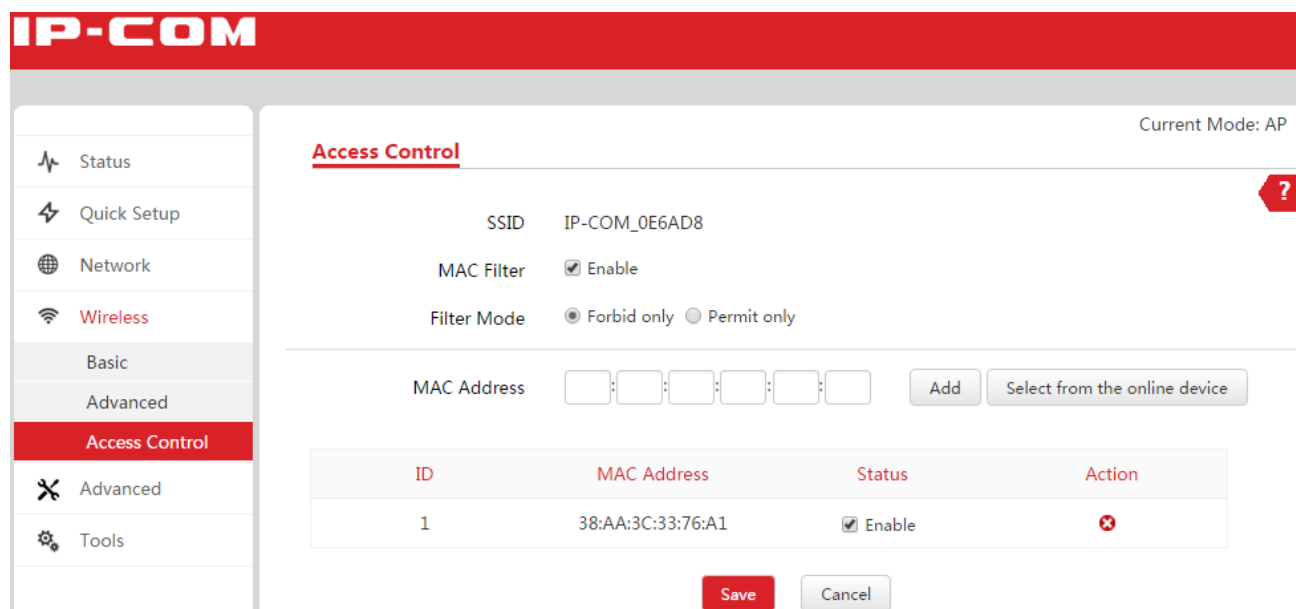 IP-COM
Current Mode: AP
Access Control
?
Status
Quick Setup
Network
Wireless
Basic
Advanced
Access Control
Advanced
Tools
SSID IP-COM_0E6AD8
MAC Filter Enable
Filter Mode Forbid only Permit only
MAC Address : : : : : Add Select from the online device
ID MAC Address Status Action
1 38:AA:3C:33:76:A1 Enable
Save Cancel